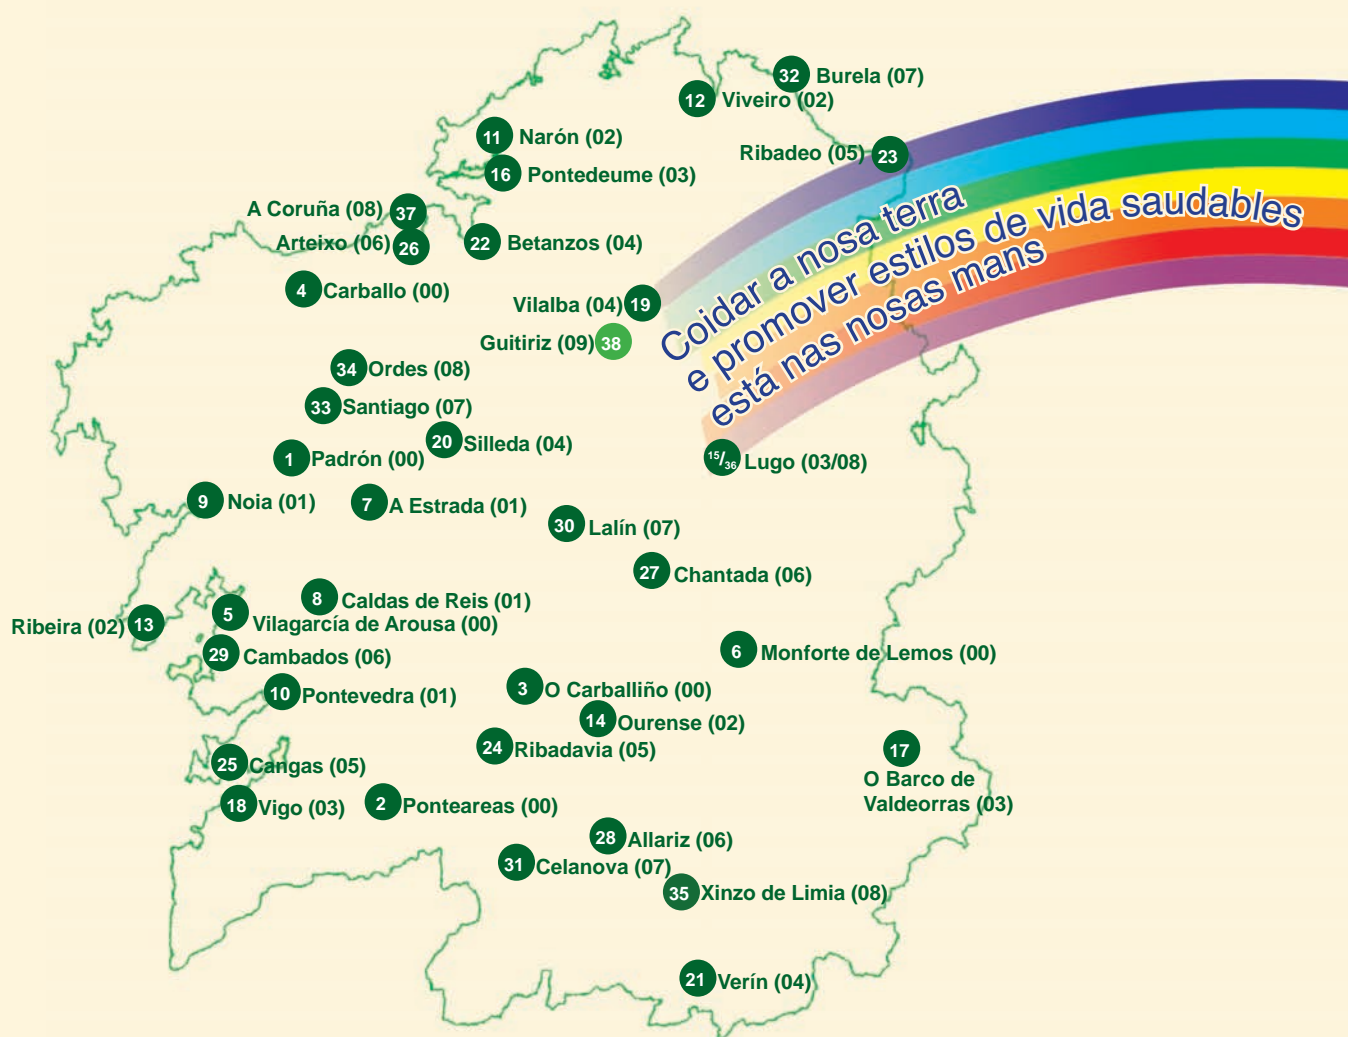 32 Burela (07)
12 Viveiro (02)
11 Narón (02)
Ribadeo (05) 23
16 Pontedeume (03)
A Coruña (08) 37
Arteixo (06) 26
22 Betanzos (04)
Coidar a nosa terra
e promover estilos de vida saudables
está nas nosas mans
4 Carballo (00)
Vilalba (04) 19
Guitiriz (09) 38
34 Ordes (08)
33 Santiago (07)
20 Silleda (04)
1 Padrón (00)
15/36 Lugo (03/08)
9 Noia (01)
7 A Estrada (01)
30 Lalín (07)
27 Chantada (06)
8 Caldas de Reis (01)
5 Vilagarcía de Arousa (00)
Ribeira (02) 13
29 Cambados (06)
6 Monforte de Lemos (00)
10 Pontevedra (01)
3 O Carballiño (00)
14 Ourense (02)
24 Ribadavia (05)
17
O Barco de
Valdeorras (03)
25 Cangas (05)
18 Vigo (03)
2 Ponteareas (00)
28 Allariz (06)
31 Celanova (07)
35 Xinzo de Limia (08)
21 Verín (04)